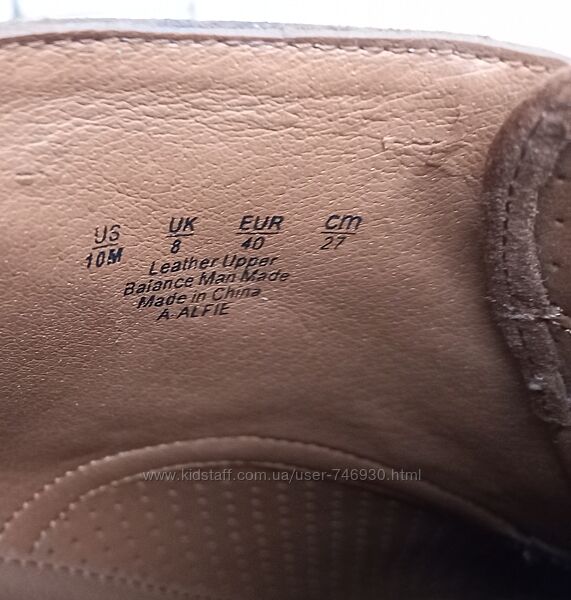 US UK EUR cm
10M 8 40 27
Leather Upper
Balance Man Made
Made in China
A-ALFIE
www.kidstaff.com.ua/user-746930.html